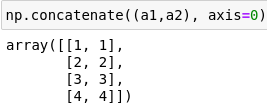 np.concatenate((a1,a2), axis=0)
array([[1, 1],
       [2, 2],
       [3, 3],
       [4, 4]])